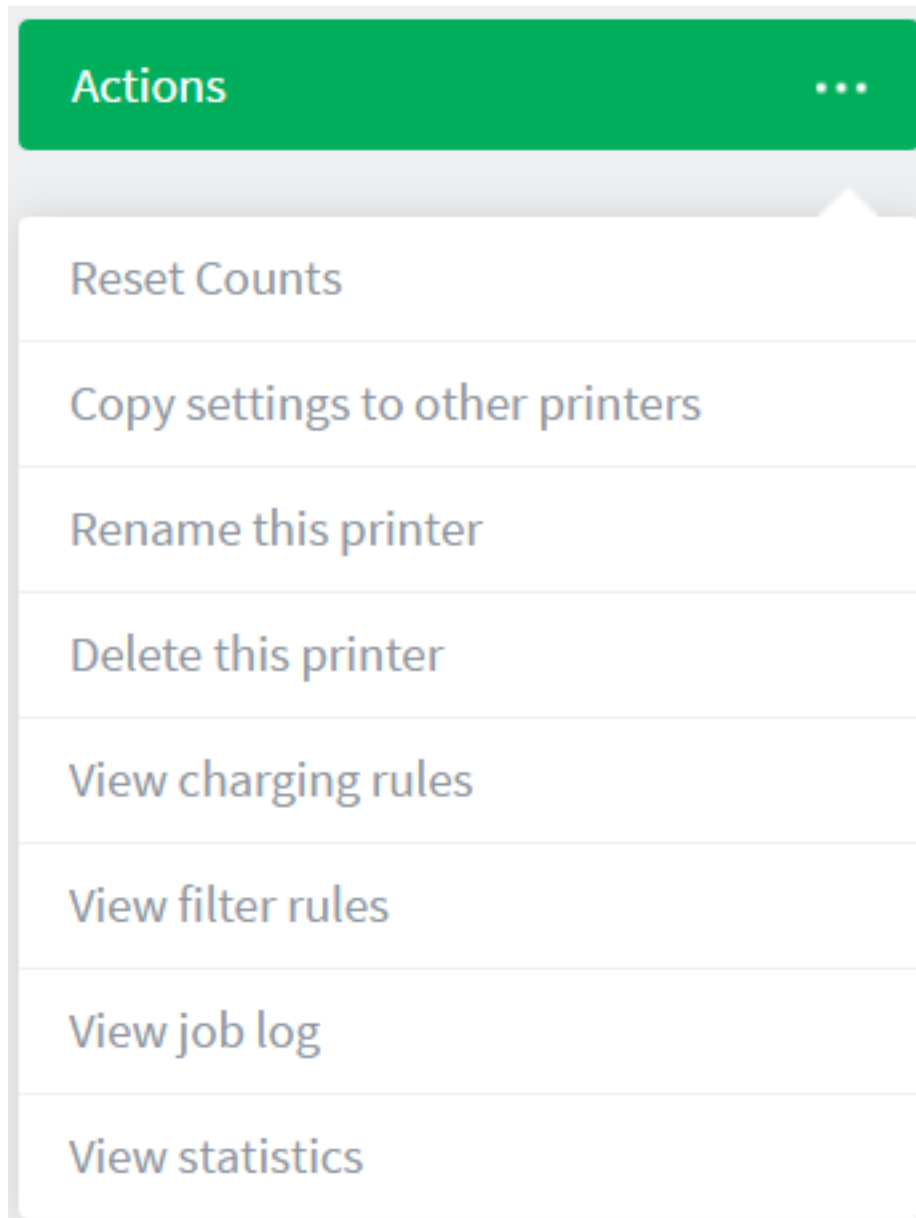 Actions
Reset Counts
Copy settings to other printers
Rename this printer
Delete this printer
View charging rules
View filter rules
View job log
View statistics